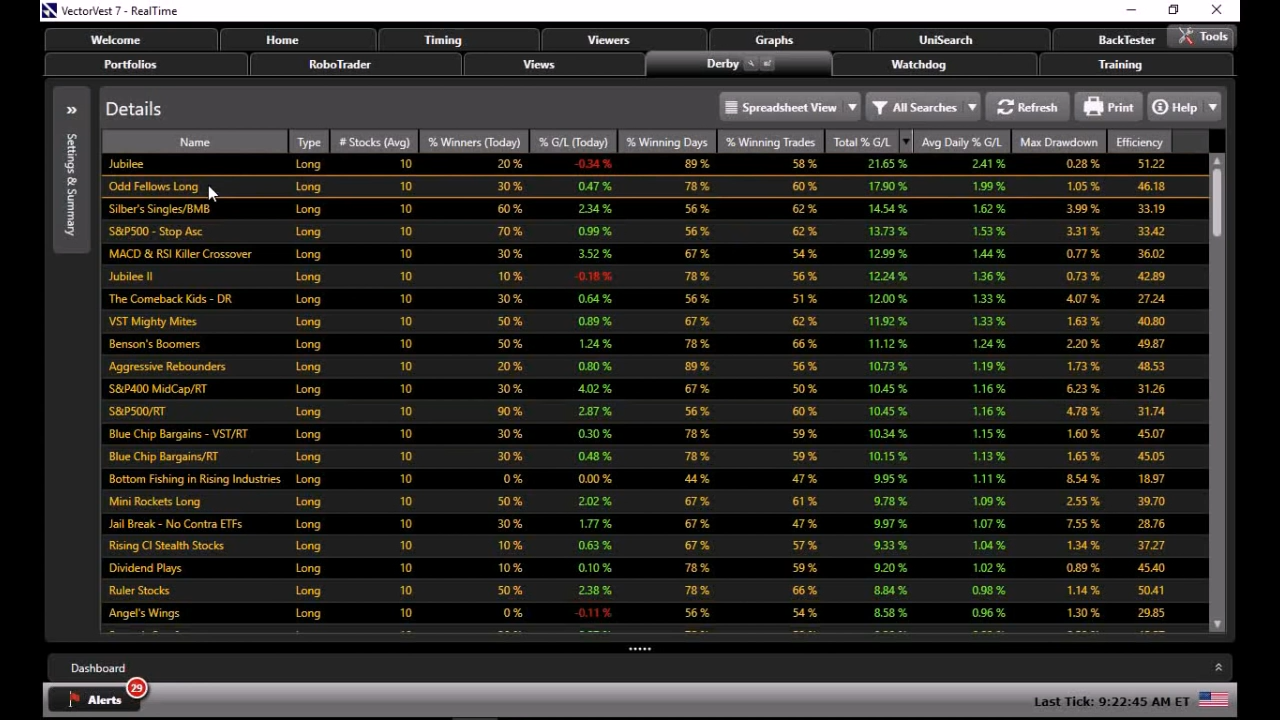 VectorVest 7 - RealTime
Welcome Home Timing Viewers Graphs UniSearch BackTester Tools
Portfolios RoboTrader Views Derby Watchdog Training
» Details Spreadsheet View All Searches Refresh Print Help
Settings & Summary
Name Type # Stocks (Avg) % Winners (Today) % G/L (Today) % Winning Days % Winning Trades Total % G/L Avg Daily % G/L Max Drawdown Efficiency
Jubilee Long 10 20 % -0.34 % 89 % 58 % 21.65 % 2.41 % 0.28 % 51.22
Odd Fellows Long Long 10 30 % 0.47 % 78 % 60 % 17.90 % 1.99 % 1.05 % 46.18
Silber's Singles/BMB Long 10 60 % 2.34 % 56 % 62 % 14.54 % 1.62 % 3.99 % 33.19
S&P500 - Stop Asc Long 10 70 % 0.99 % 56 % 62 % 13.73 % 1.53 % 3.31 % 33.42
MACD & RSI Killer Crossover Long 10 30 % 3.52 % 67 % 54 % 12.99 % 1.44 % 0.77 % 36.02
Jubilee II Long 10 10 % -0.18 % 78 % 56 % 12.24 % 1.36 % 0.73 % 42.89
The Comeback Kids - DR Long 10 30 % 0.64 % 56 % 51 % 12.00 % 1.33 % 4.07 % 27.24
VST Mighty Mites Long 10 50 % 0.89 % 67 % 62 % 11.92 % 1.33 % 1.63 % 40.80
Benson's Boomers Long 10 50 % 1.24 % 78 % 66 % 11.12 % 1.24 % 2.20 % 49.87
Aggressive Rebounders Long 10 20 % 0.80 % 89 % 56 % 10.73 % 1.19 % 1.73 % 48.53
S&P400 MidCap/RT Long 10 30 % 4.02 % 67 % 50 % 10.45 % 1.16 % 6.23 % 31.26
S&P500/RT Long 10 90 % 2.87 % 56 % 60 % 10.45 % 1.16 % 4.78 % 31.74
Blue Chip Bargains - VST/RT Long 10 30 % 0.30 % 78 % 59 % 10.34 % 1.15 % 1.60 % 45.07
Blue Chip Bargains/RT Long 10 30 % 0.48 % 78 % 59 % 10.15 % 1.13 % 1.65 % 45.05
Bottom Fishing in Rising Industries Long 10 0 % 0.00 % 44 % 47 % 9.95 % 1.11 % 8.54 % 18.97
Mini Rockets Long Long 10 50 % 2.02 % 67 % 61 % 9.78 % 1.09 % 2.55 % 39.70
Jail Break - No Contra ETFs Long 10 30 % 1.77 % 67 % 47 % 9.97 % 1.07 % 7.55 % 28.76
Rising CI Stealth Stocks Long 10 10 % 0.63 % 67 % 57 % 9.33 % 1.04 % 1.34 % 37.27
Dividend Plays Long 10 10 % 0.10 % 78 % 59 % 9.20 % 1.02 % 0.89 % 45.40
Ruler Stocks Long 10 50 % 2.38 % 78 % 66 % 8.84 % 0.98 % 1.14 % 50.41
Angel's Wings Long 10 0 % -0.11 % 56 % 54 % 8.58 % 0.96 % 1.30 % 29.85
Dashboard
Alerts 29 Last Tick: 9:22:45 AM ET